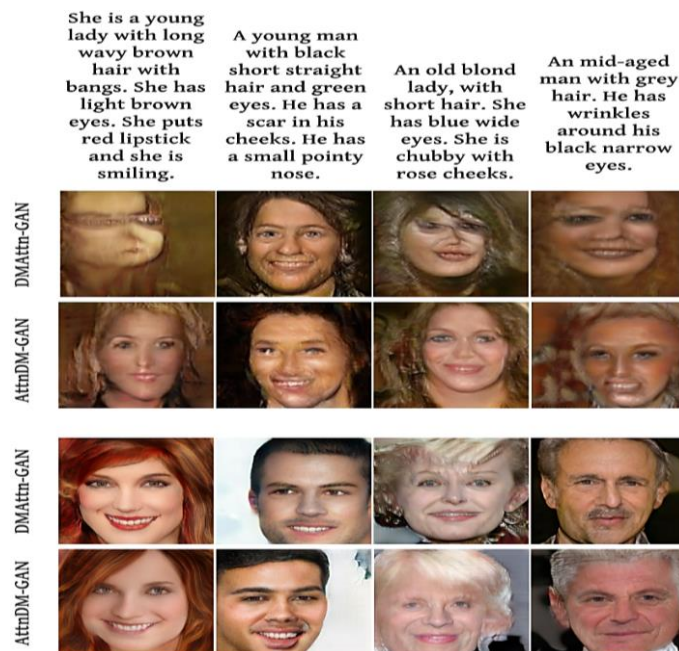 She is a young
lady with long
wavy brown
hair with
bangs. She has
light brown
eyes. She puts
red lipstick
and she is
smiling.
A young man
with black
short straight
hair and green
eyes. He has a
scar in his
cheeks. He has
a small pointy
nose.
An old blond
lady, with
short hair. She
has blue wide
eyes. She is
chubby with
rose cheeks.
An mid-aged
man with grey
hair. He has
wrinkles
around his
black narrow
eyes.
DMAttn-GAN
AttnDM-GAN
DMAttn-GAN
AttnDM-GAN